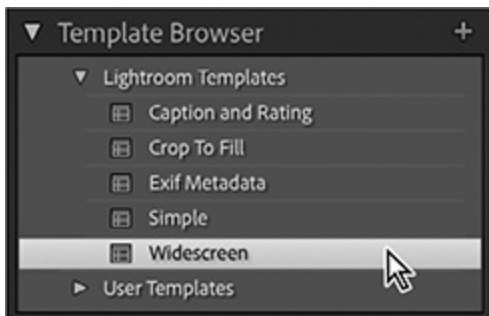 Template Browser
Lightroom Templates
Caption and Rating
Crop To Fill
Exif Metadata
Simple
Widescreen
User Templates